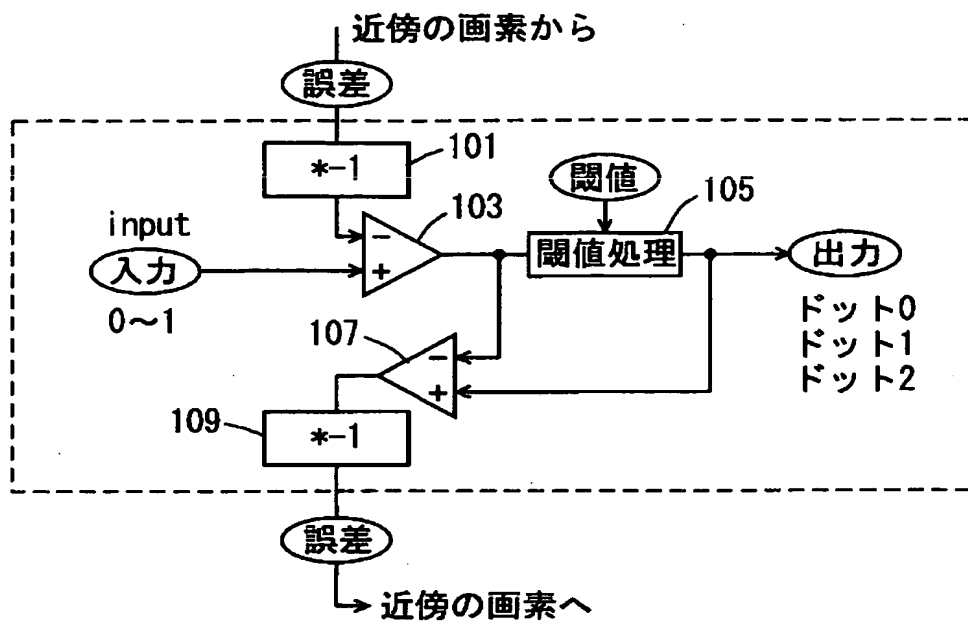 近傍の画素から
誤差
*-1
101
閾値
105
103
input
入力
0～1
-
+
閾値処理
出力
ドット0
ドット1
ドット2
107
-
+
109
*-1
誤差
近傍の画素へ